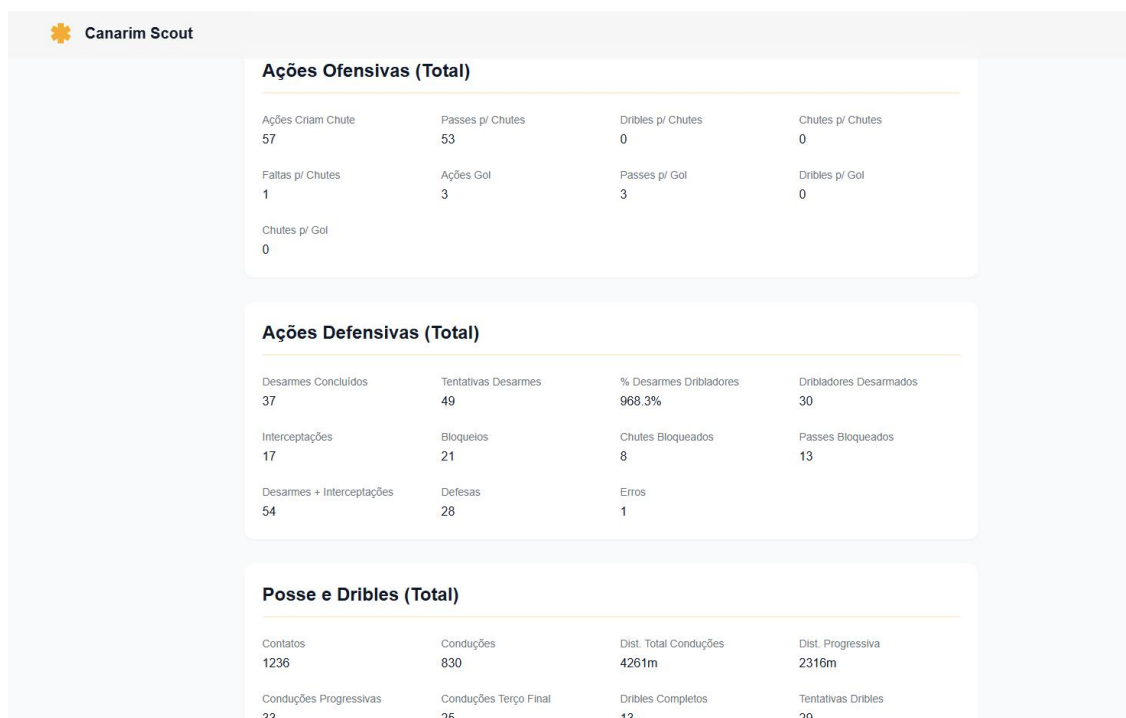 Canarim Scout
Ações Ofensivas (Total)
Ações Criam Chute Passes p/ Chutes Dribles p/ Chutes Chutes p/ Chutes
57 53 0 0
Faltas p/ Chutes Ações Gol Passes p/ Gol Dribles p/ Gol
1 3 3 0
Chutes p/ Gol
0
Ações Defensivas (Total)
Desarmes Concluídos Tentativas Desarmes % Desarmes Dribladores Dribladores Desarmados
37 49 968.3% 30
Interceptações Bloqueios Chutes Bloqueados Passes Bloqueados
17 21 8 13
Desarmes + Interceptações Defesas Erros
54 28 1
Posse e Dribles (Total)
Contatos Conduções Dist. Total Conduções Dist. Progressiva
1236 830 4261m 2316m
Conduções Progressivas Conduções Terço Final Dribles Completos Tentativas Dribles